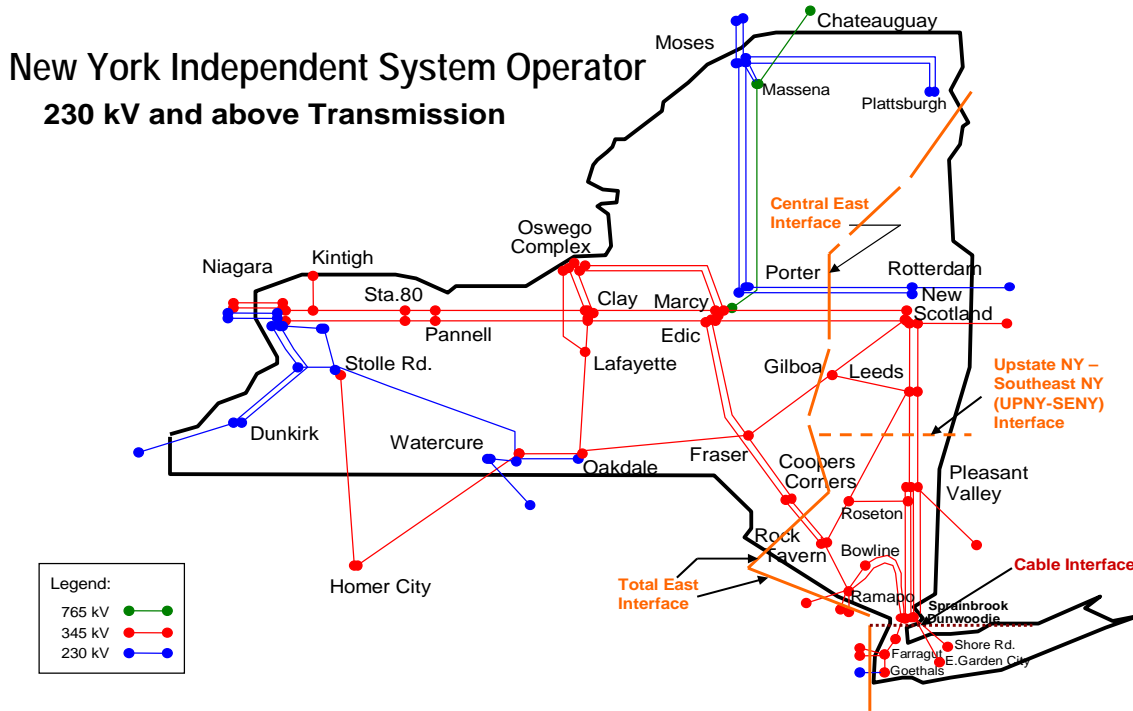 New York Independent System Operator
230 kV and above Transmission
Chateauguay
Moses
Massena
Plattsburgh
Central East
Interface
Oswego
Complex
Niagara
Kintigh
Sta.80
Pannell
Clay
Marcy
Edic
Porter
Rotterdam
New
Scotland
Stolle Rd.
Lafayette
Gilboa
Leeds
Upstate NY –
Southeast NY
(UPNY-SENY)
Interface
Dunkirk
Watercure
Oakdale
Fraser
Coopers
Corners
Pleasant
Valley
Roseton
Rock
Tavern
Bowline
Homer City
Total East
Interface
Ramapo
Cable Interface
Sprainbrook
Dunwoodie
Shore Rd.
Farragut
E.Garden City
Goethals
Legend:
765 kV
345 kV
230 kV